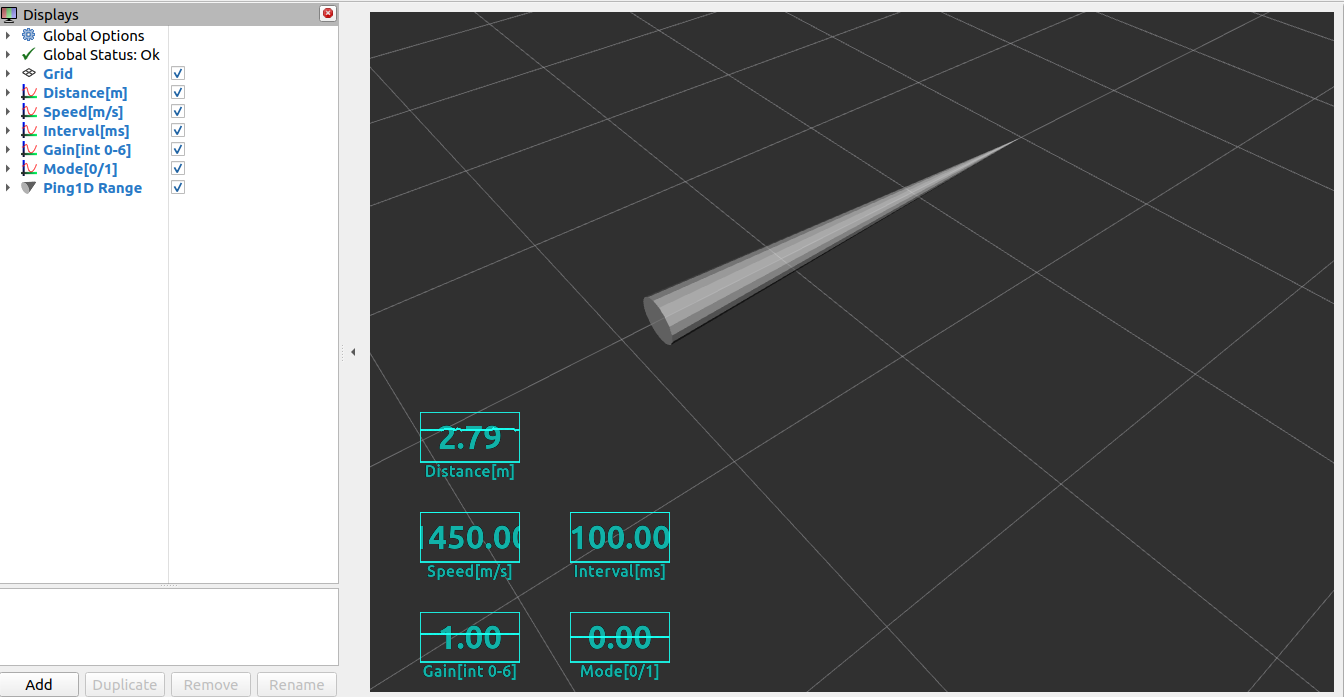 Displays
Global Options
Global Status: Ok
Grid
Distance[m]
Speed[m/s]
Interval[ms]
Gain[int 0-6]
Mode[0/1]
Ping1D Range
Add
Duplicate
Remove
Rename
2.79
Distance[m]
1450.00
Speed[m/s]
100.00
Interval[ms]
1.00
Gain[int 0-6]
0.00
Mode[0/1]